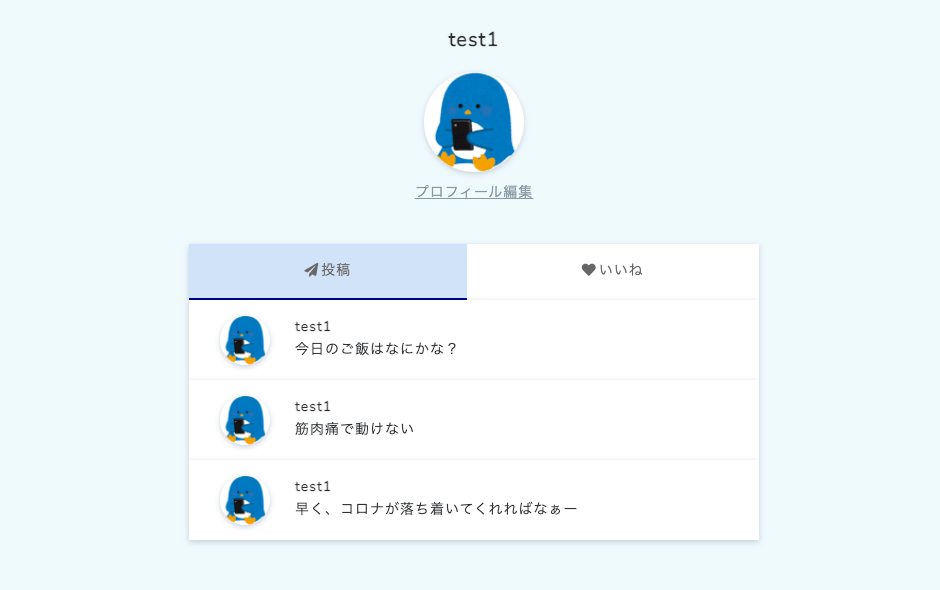 test1
プロフィール編集
投稿
いいね
test1
今日のご飯はなにかな？
test1
筋肉痛で動けない
test1
早く、コロナが落ち着いてくれればなぁー